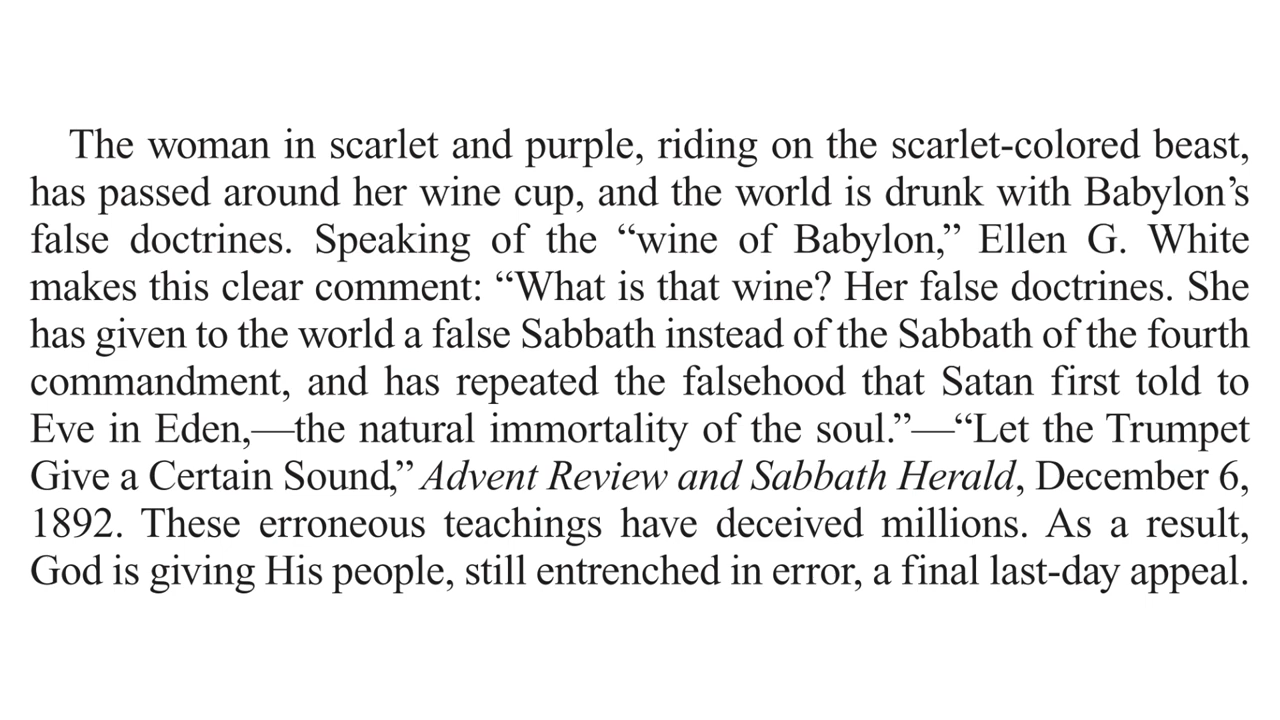 The woman in scarlet and purple, riding on the scarlet-colored beast,
has passed around her wine cup, and the world is drunk with Babylon’s
false doctrines. Speaking of the “wine of Babylon,” Ellen G. White
makes this clear comment: “What is that wine? Her false doctrines. She
has given to the world a false Sabbath instead of the Sabbath of the fourth
commandment, and has repeated the falsehood that Satan first told to
Eve in Eden,—the natural immortality of the soul.”—“Let the Trumpet
Give a Certain Sound,” Advent Review and Sabbath Herald, December 6,
1892. These erroneous teachings have deceived millions. As a result,
God is giving His people, still entrenched in error, a final last-day appeal.